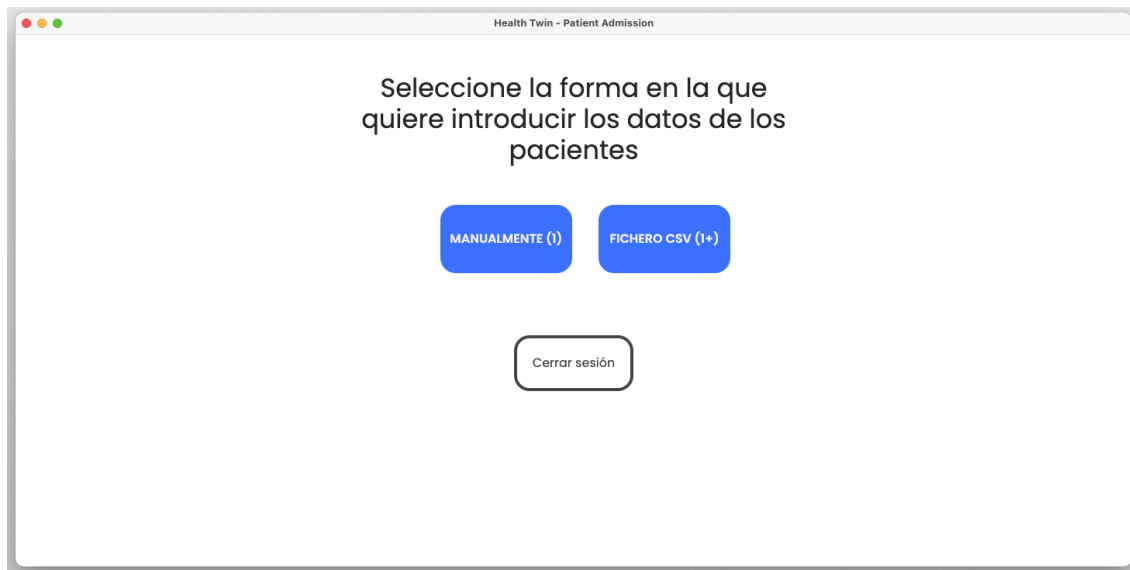 Health Twin - Patient Admission
Seleccione la forma en la que
quiere introducir los datos de los
pacientes
MANUALMENTE (1)
FICHERO CSV (1+)
Cerrar sesión